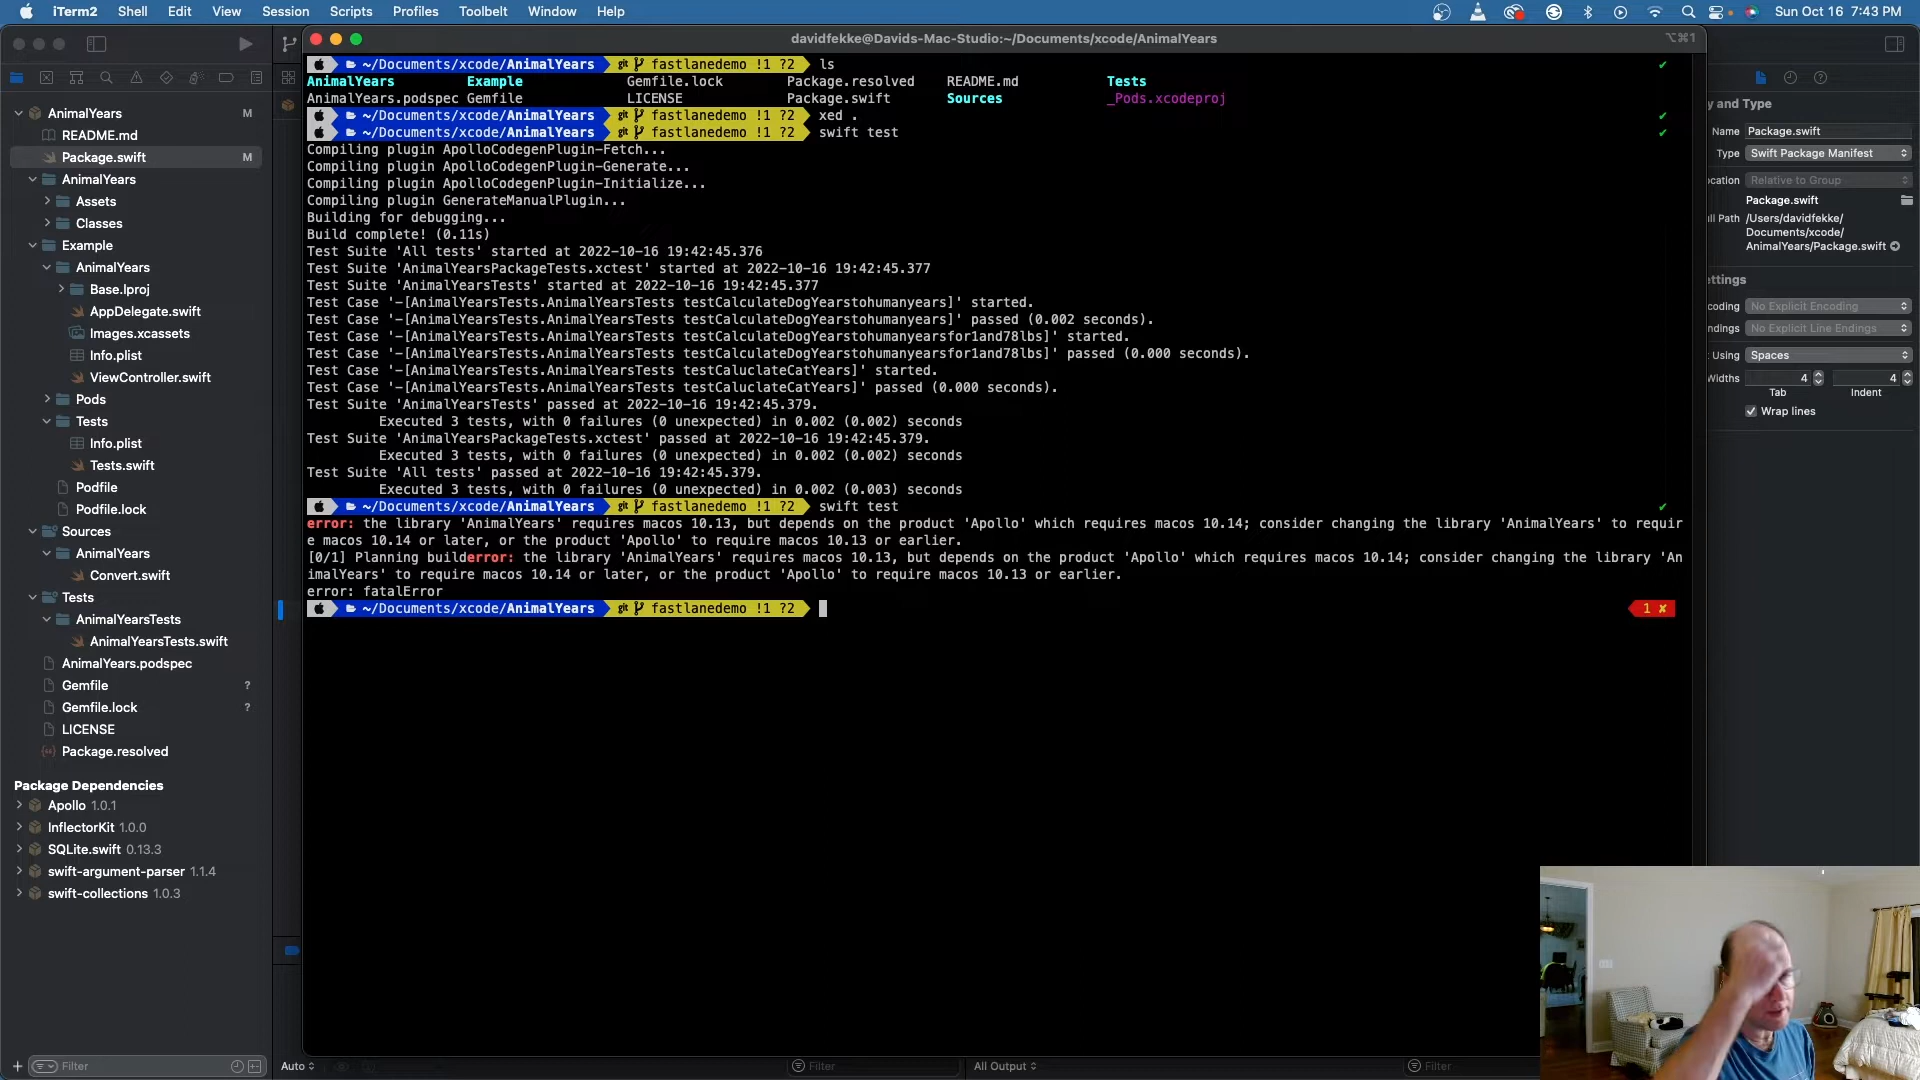 iTerm2 Shell Edit View Session Scripts Profiles Toolbelt Window Help
Sun Oct 16 7:43 PM
davidfekke@Davids-Mac-Studio:~/Documents/xcode/AnimalYears
⌥⌘1
AnimalYears M
README.md
Package.swift M
AnimalYears
Assets
Classes
Example
AnimalYears
Base.lproj
AppDelegate.swift
Images.xcassets
Info.plist
ViewController.swift
Pods
Tests
Info.plist
Tests.swift
Podfile
Podfile.lock
Sources
AnimalYears
Convert.swift
Tests
AnimalYearsTests
AnimalYearsTests.swift
AnimalYears.podspec
Gemfile ?
Gemfile.lock ?
LICENSE
Package.resolved
Package Dependencies
Apollo 1.0.1
InflectorKit 1.0.0
SQLite.swift 0.13.3
swift-argument-parser 1.1.4
swift-collections 1.0.3
Filter
~/Documents/xcode/AnimalYears git fastlanedemo !1 ?2 ls ✔
AnimalYears Example Gemfile.lock Package.resolved README.md Tests
AnimalYears.podspec Gemfile LICENSE Package.swift Sources _Pods.xcodeproj
~/Documents/xcode/AnimalYears git fastlanedemo !1 ?2 xed . ✔
~/Documents/xcode/AnimalYears git fastlanedemo !1 ?2 swift test ✔
Compiling plugin ApolloCodegenPlugin-Fetch...
Compiling plugin ApolloCodegenPlugin-Generate...
Compiling plugin ApolloCodegenPlugin-Initialize...
Compiling plugin GenerateManualPlugin...
Building for debugging...
Build complete! (0.11s)
Test Suite 'All tests' started at 2022-10-16 19:42:45.376
Test Suite 'AnimalYearsPackageTests.xctest' started at 2022-10-16 19:42:45.377
Test Suite 'AnimalYearsTests' started at 2022-10-16 19:42:45.377
Test Case '-[AnimalYearsTests.AnimalYearsTests testCalculateDogYearstohumanyears]' started.
Test Case '-[AnimalYearsTests.AnimalYearsTests testCalculateDogYearstohumanyears]' passed (0.002 seconds).
Test Case '-[AnimalYearsTests.AnimalYearsTests testCalculateDogYearstohumanyearsfor1and78lbs]' started.
Test Case '-[AnimalYearsTests.AnimalYearsTests testCalculateDogYearstohumanyearsfor1and78lbs]' passed (0.000 seconds).
Test Case '-[AnimalYearsTests.AnimalYearsTests testCaluclateCatYears]' started.
Test Case '-[AnimalYearsTests.AnimalYearsTests testCaluclateCatYears]' passed (0.000 seconds).
Test Suite 'AnimalYearsTests' passed at 2022-10-16 19:42:45.379.
Executed 3 tests, with 0 failures (0 unexpected) in 0.002 (0.002) seconds
Test Suite 'AnimalYearsPackageTests.xctest' passed at 2022-10-16 19:42:45.379.
Executed 3 tests, with 0 failures (0 unexpected) in 0.002 (0.002) seconds
Test Suite 'All tests' passed at 2022-10-16 19:42:45.379.
Executed 3 tests, with 0 failures (0 unexpected) in 0.002 (0.003) seconds
~/Documents/xcode/AnimalYears git fastlanedemo !1 ?2 swift test ✔
error: the library 'AnimalYears' requires macos 10.13, but depends on the product 'Apollo' which requires macos 10.14; consider changing the library 'AnimalYears' to requir
e macos 10.14 or later, or the product 'Apollo' to require macos 10.13 or earlier.
[0/1] Planning builderror: the library 'AnimalYears' requires macos 10.13, but depends on the product 'Apollo' which requires macos 10.14; consider changing the library 'An
imalYears' to require macos 10.14 or later, or the product 'Apollo' to require macos 10.13 or earlier.
error: fatalError
~/Documents/xcode/AnimalYears git fastlanedemo !1 ?2 1 ✘
Auto
Filter
All Output
Filter
y and Type
Name Package.swift
Type Swift Package Manifest
ocation Relative to Group
Package.swift
ull Path /Users/davidfekke/
Documents/xcode/
AnimalYears/Package.swift
ettings
coding No Explicit Encoding
ndings No Explicit Line Endings
t Using Spaces
Widths 4 4
Tab Indent
Wrap lines